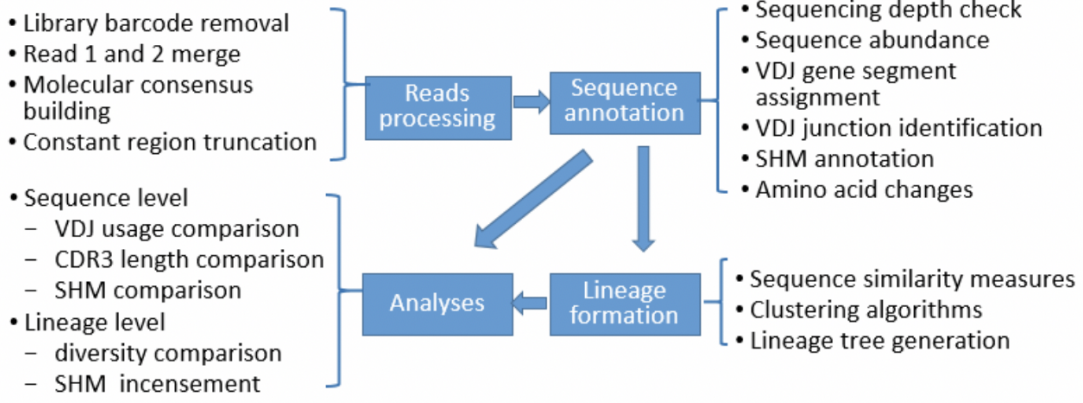 • Library barcode removal
• Read 1 and 2 merge
• Molecular consensus
building
• Constant region truncation
Reads
processing
Sequence
annotation
• Sequencing depth check
• Sequence abundance
• VDJ gene segment
assignment
• VDJ junction identification
• SHM annotation
• Amino acid changes
• Sequence level
– VDJ usage comparison
– CDR3 length comparison
– SHM comparison
• Lineage level
– diversity comparison
– SHM incensement
Analyses
Lineage
formation
• Sequence similarity measures
• Clustering algorithms
• Lineage tree generation